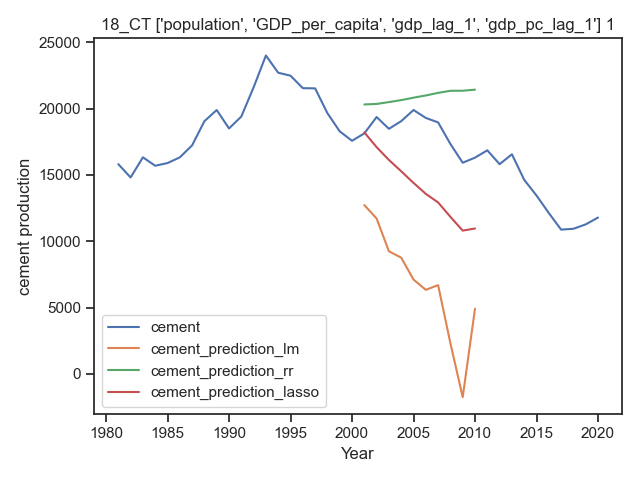 18_CT ['population', 'GDP_per_capita', 'gdp_lag_1', 'gdp_pc_lag_1'] 1
25000
20000
15000
10000
5000
0
cement production
cement
cement_prediction_lm
cement_prediction_rr
cement_prediction_lasso
1980 1985 1990 1995 2000 2005 2010 2015 2020
Year